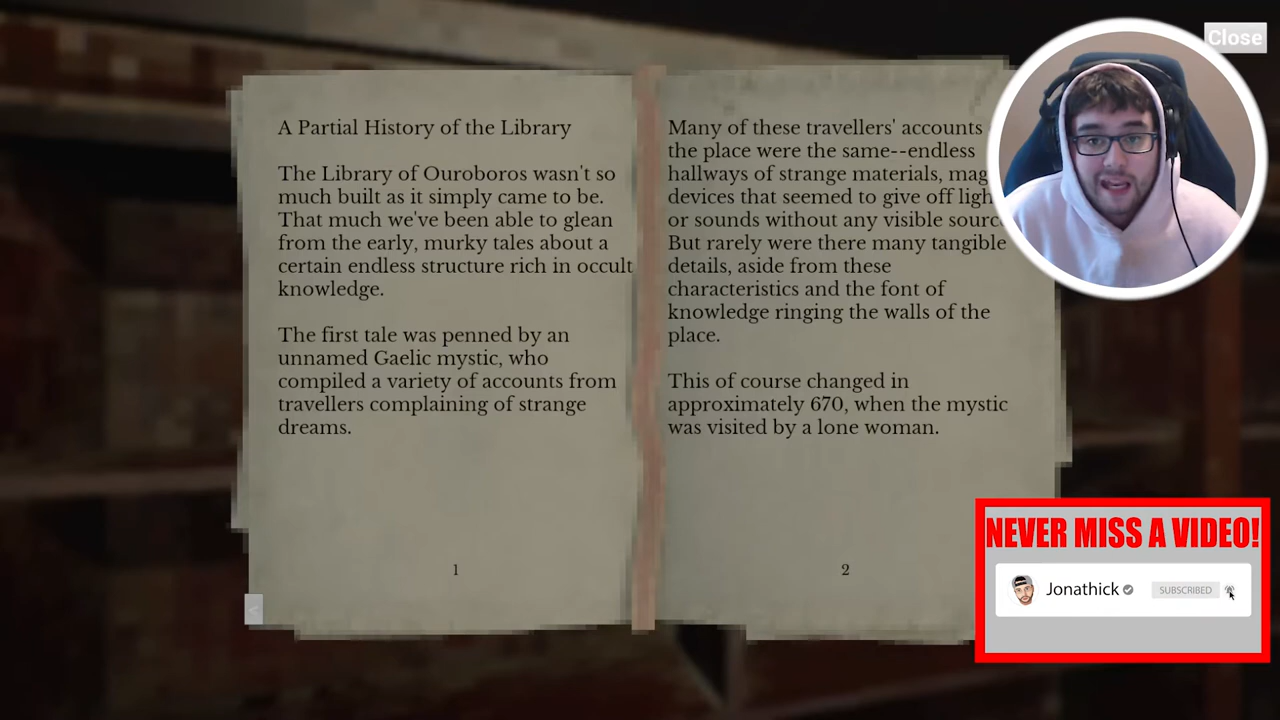 Close
A Partial History of the Library
The Library of Ouroboros wasn't so
much built as it simply came to be.
That much we've been able to glean
from the early, murky tales about a
certain endless structure rich in occult
knowledge.
The first tale was penned by an
unnamed Gaelic mystic, who
compiled a variety of accounts from
travellers complaining of strange
dreams.
1
<
Many of these travellers' accounts
the place were the same--endless
hallways of strange materials,
devices that seemed to give off
or sounds without any visible
But rarely were there many tangible
details, aside from these
characteristics and the font of
knowledge ringing the walls of the
place.
This of course changed in
approximately 670, when the mystic
was visited by a lone woman.
2
NEVER MISS A VIDEO!
Jonathick
SUBSCRIBED